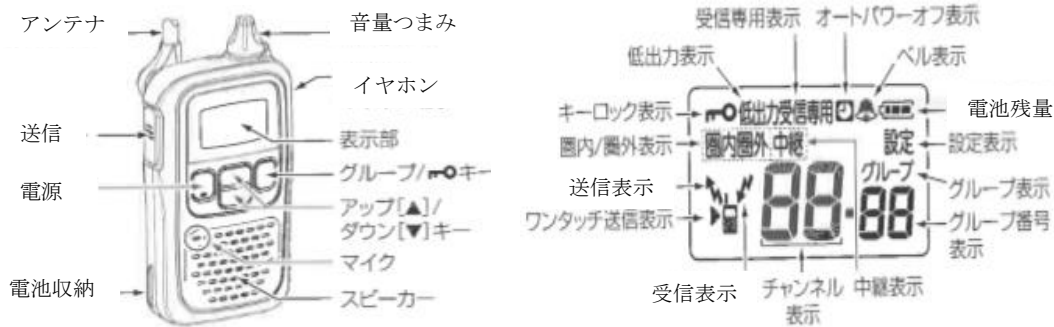 アンテナ
音量つまみ
イヤホン
送信
表示部
グループ/キー
電源
アップ[▲]/
ダウン[▼]キー
マイク
電池収納
スピーカー
受信専用表示
オートパワーオフ表示
低出力表示
ベル表示
キーロック表示
低出力受信専用
電池残量
圏内/圏外表示
圏内圏外 中継
設定
設定表示
送信表示
グループ
グループ表示
ワンタッチ送信表示
88.88
グループ番号
表示
受信表示
チャンネル
表示
中継表示